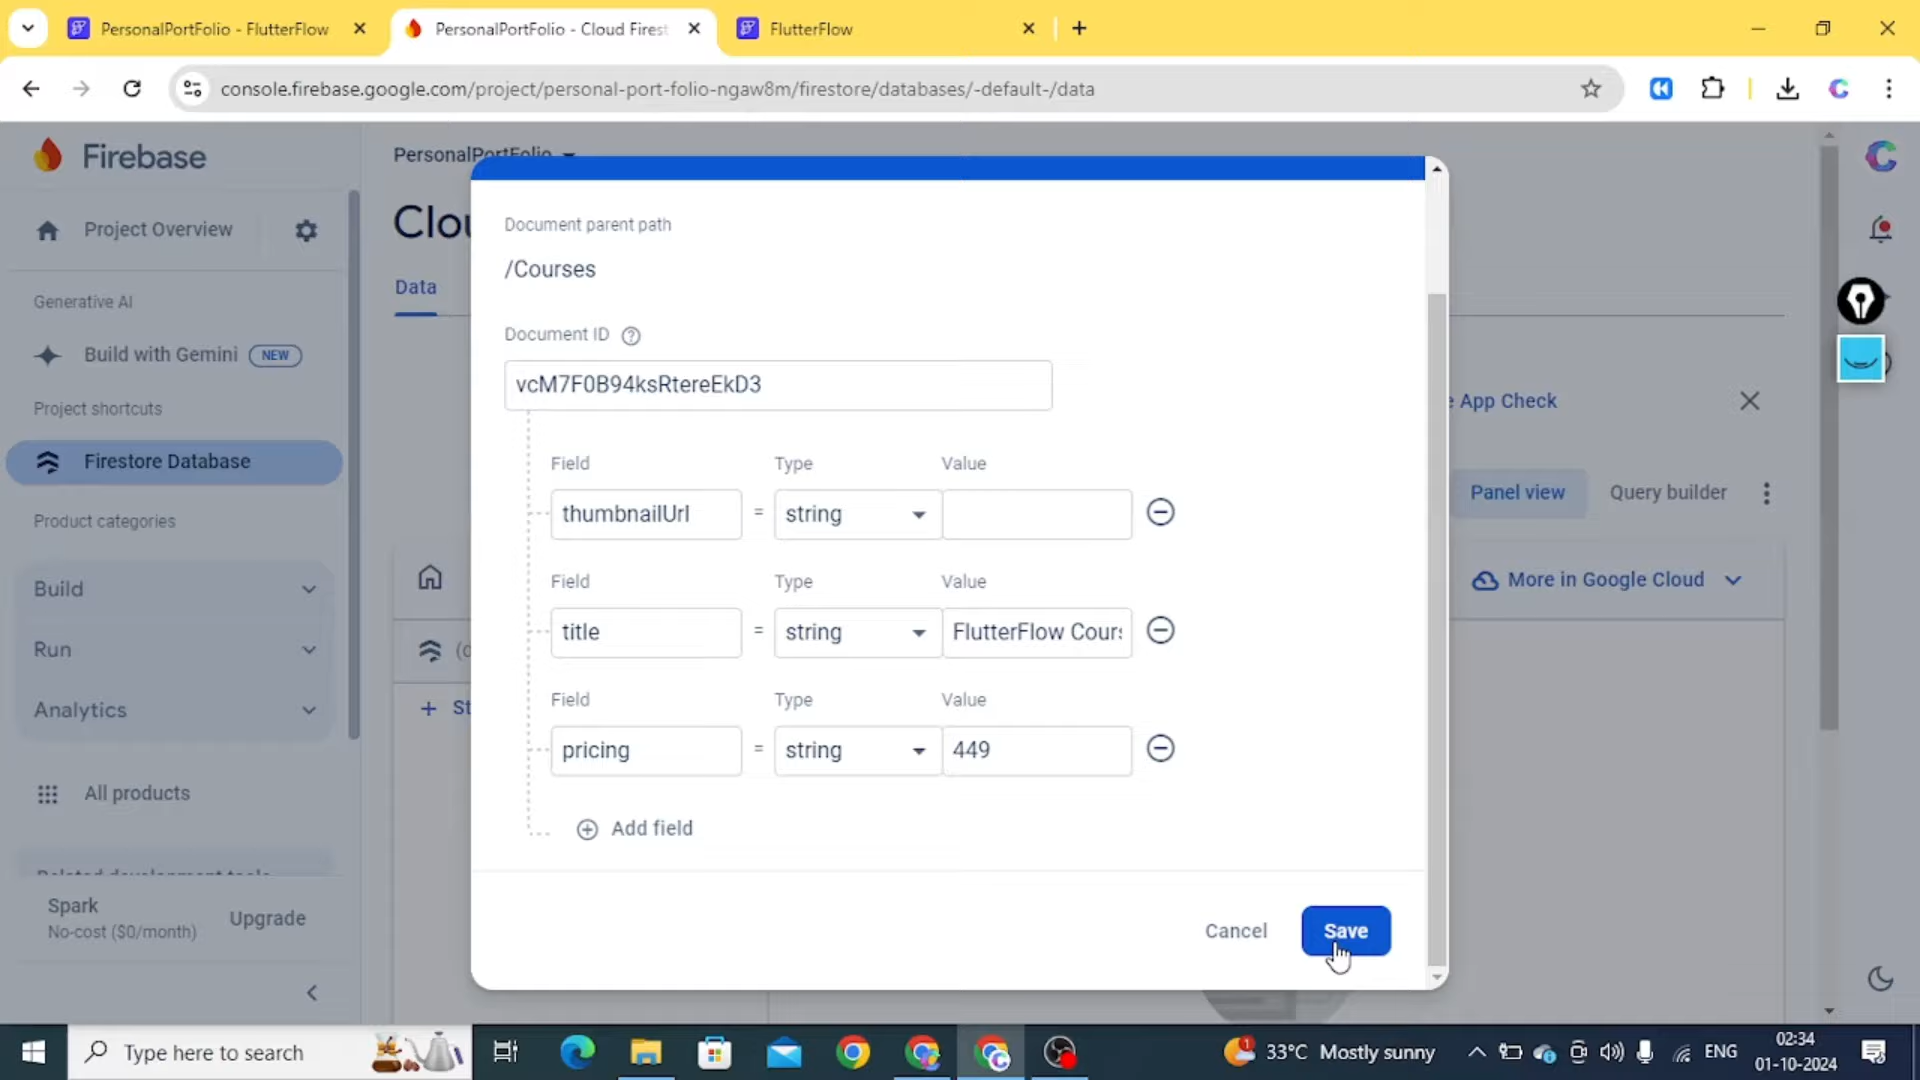 PersonalPortFolio - FlutterFlow
PersonalPortFolio - Cloud Firest
FlutterFlow
console.firebase.google.com/project/personal-port-folio-ngaw8m/firestore/databases/-default-/data
Firebase
PersonalPortFolio
Project Overview
Clou
Document parent path
/Courses
Data
Generative AI
Document ID
Build with Gemini
NEW
vcM7F0B94ksRtereEkD3
App Check
Project shortcuts
Firestore Database
Field
Type
Value
Panel view
Query builder
thumbnailUrl
=
string
Product categories
Build
Field
Type
Value
More in Google Cloud
title
=
string
FlutterFlow Cours
Run
(d
Field
Type
Value
Analytics
+ St
pricing
=
string
449
All products
Add field
Related development tools
Spark
No-cost ($0/month)
Upgrade
Cancel
Save
Type here to search
1
33°C Mostly sunny
ENG
02:34
01-10-2024